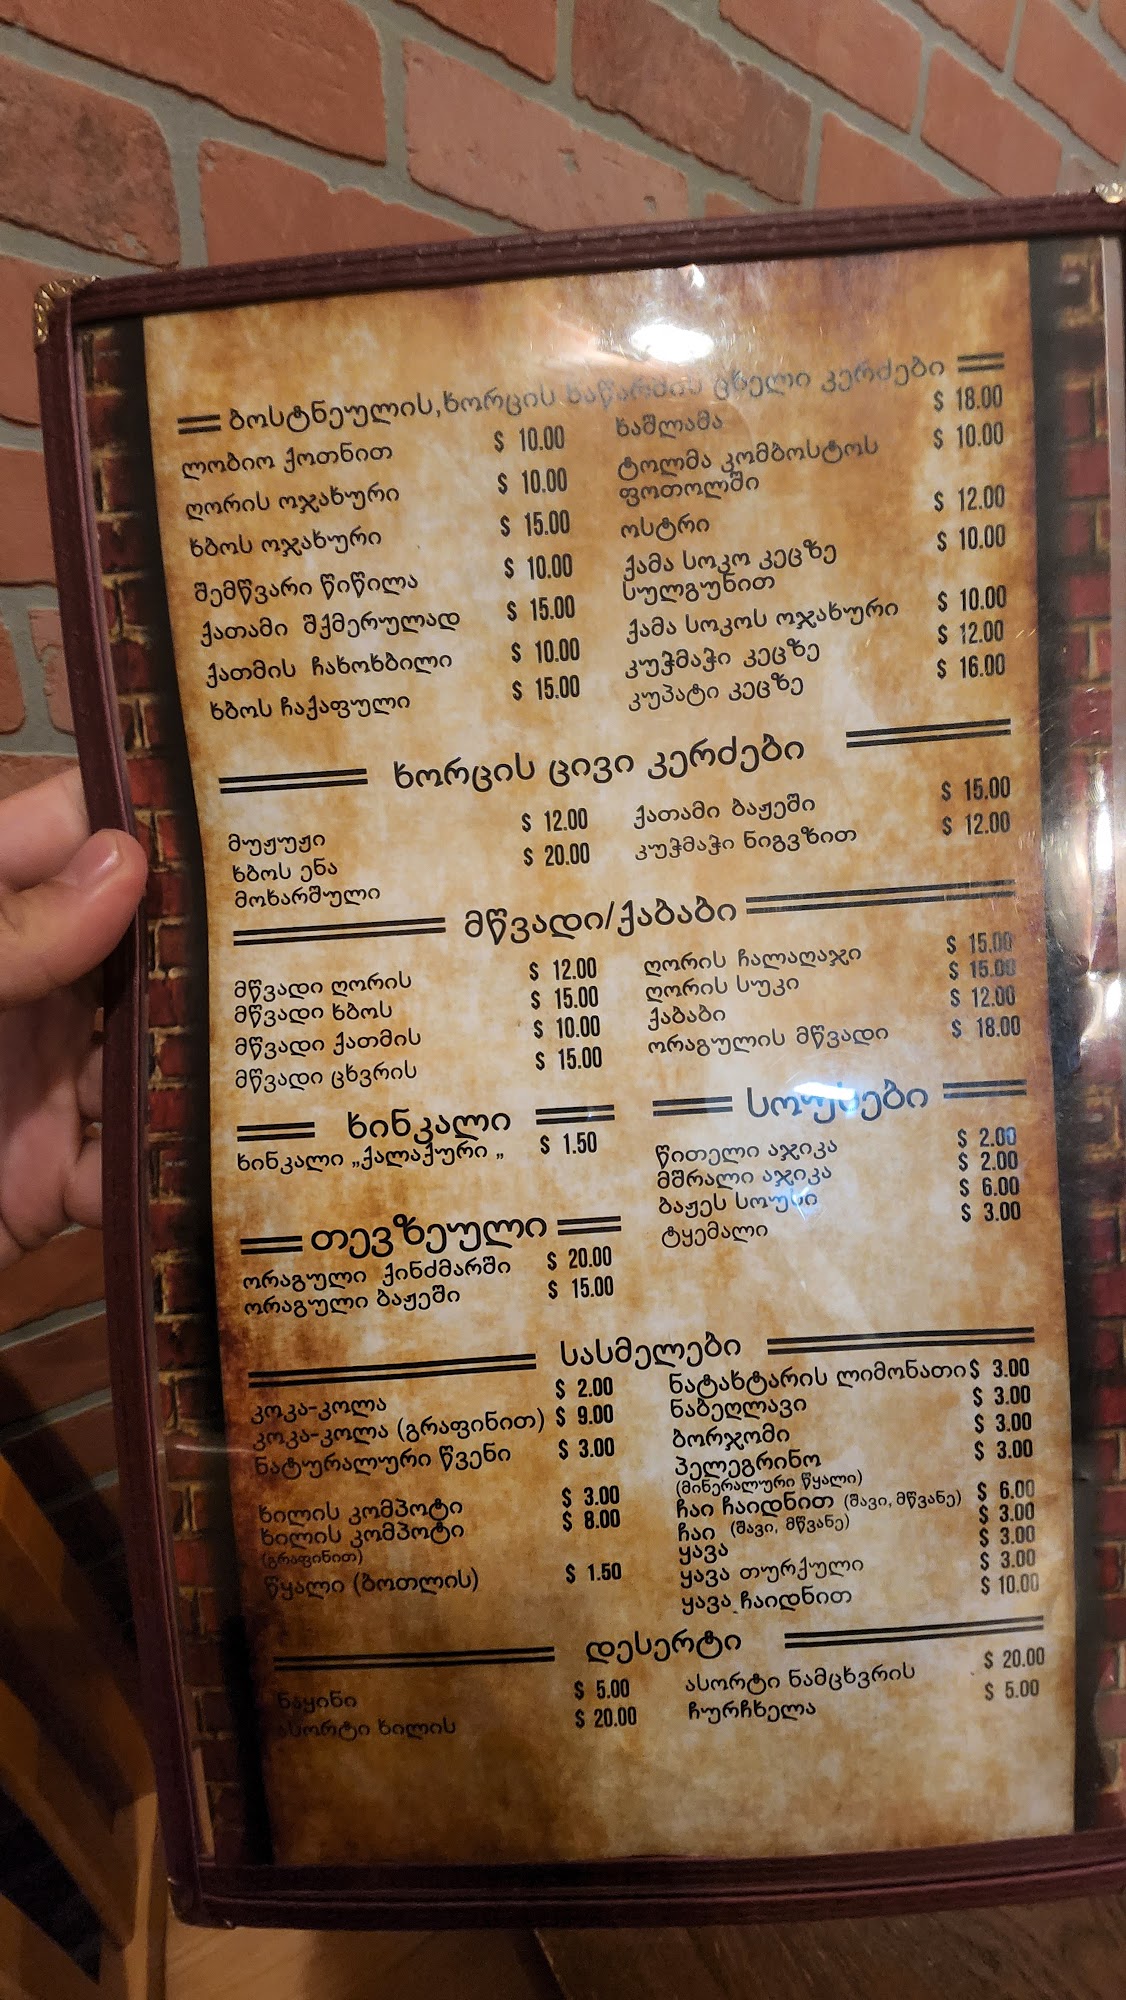 ბოსტნეულის,ხორცის ნაწარმის ცხელი კერძები
ლობიო ქოთნით $ 10.00
ღორის ოჯახური $ 10.00
ხბოს ოჯახური $ 15.00
შემწვარი წიწილა $ 10.00
ქათამი შქმერულად $ 15.00
ქათმის ჩახოხბილი $ 10.00
ხბოს ჩაქაფული $ 15.00
ხაშლამა $ 18.00
ტოლმა კომბოსტოს $ 10.00
ფოთოლში
ოსტრი $ 12.00
ქამა სოკო კეცზე $ 10.00
სულგუნით
ქამა სოკოს ოჯახური $ 10.00
კუჭმაჭი კეცზე $ 12.00
კუპატი კეცზე $ 16.00
ხორცის ცივი კერძები
მუჟუჟი $ 12.00
ხბოს ენა $ 20.00
მოხარშული
ქათამი ბაჟეში $ 15.00
კუჭმაჭი ნიგვზით $ 12.00
მწვადი/ქაბაბი
მწვადი ღორის $ 12.00
მწვადი ხბოს $ 15.00
მწვადი ქათმის $ 10.00
მწვადი ცხვრის $ 15.00
ღორის ჩალაღაჯი $ 15.00
ღორის სუკი $ 15.00
ქაბაბი $ 12.00
ორაგულის მწვადი $ 18.00
ხინკალი
ხინკალი „ქალაქური „ $ 1.50
თევზეული
ორაგული ქინძმარში $ 20.00
ორაგული ბაჟეში $ 15.00
სოუსები
წითელი აჯიკა $ 2.00
მშრალი აჯიკა $ 2.00
ბაჟეს სოუსი $ 6.00
ტყემალი $ 3.00
სასმელები
კოკა-კოლა $ 2.00
კოკა-კოლა (გრაფინით) $ 9.00
ნატურალური წვენი $ 3.00
ხილის კომპოტი $ 3.00
ხილის კომპოტი $ 8.00
(გრაფინით)
წყალი (ბოთლის) $ 1.50
ნატახტარის ლიმონათი $ 3.00
ნაბეღლავი $ 3.00
ბორჯომი $ 3.00
პელეგრინო $ 3.00
(მინერალური წყალი)
ჩაი ჩაიდნით (შავი, მწვანე) $ 6.00
ჩაი (შავი, მწვანე) $ 3.00
ყავა $ 3.00
ყავა თურქული $ 3.00
ყავა ჩაიდნით $ 10.00
დესერტი
ნაყინი $ 5.00
ასორტი ხილის $ 20.00
ასორტი ნამცხვრის $ 20.00
ჩურჩხელა $ 5.00